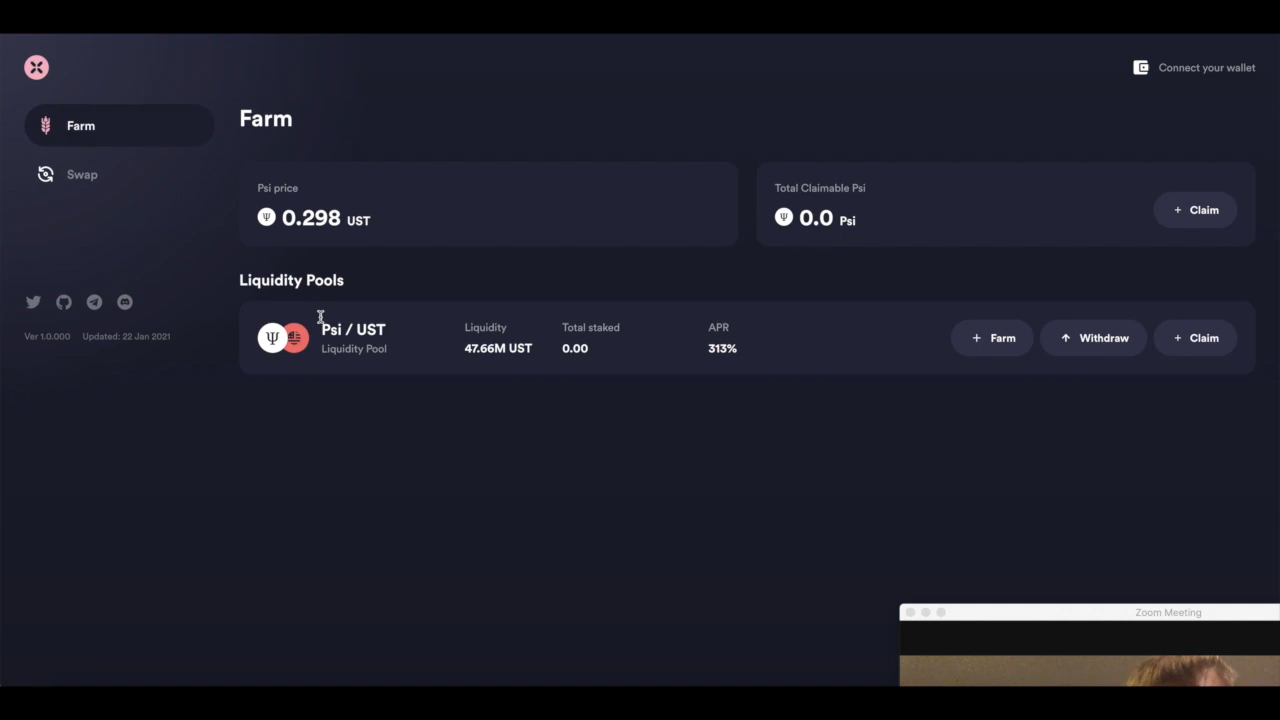 Connect your wallet
Farm
Farm
Swap
Psi price
Ψ 0.298 UST
Total Claimable Psi
Ψ 0.0 Psi
+ Claim
Liquidity Pools
Ψ Psi / UST
Liquidity Pool
Liquidity
47.66M UST
Total staked
0.00
APR
313%
+ Farm
↑ Withdraw
+ Claim
Ver 1.0.000 Updated: 22 Jan 2021
Zoom Meeting